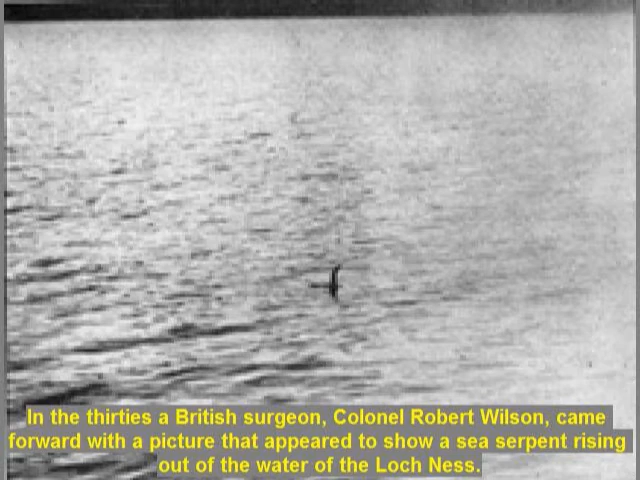 In the thirties a British surgeon, Colonel Robert Wilson, came
forward with a picture that appeared to show a sea serpent rising
out of the water of the Loch Ness.